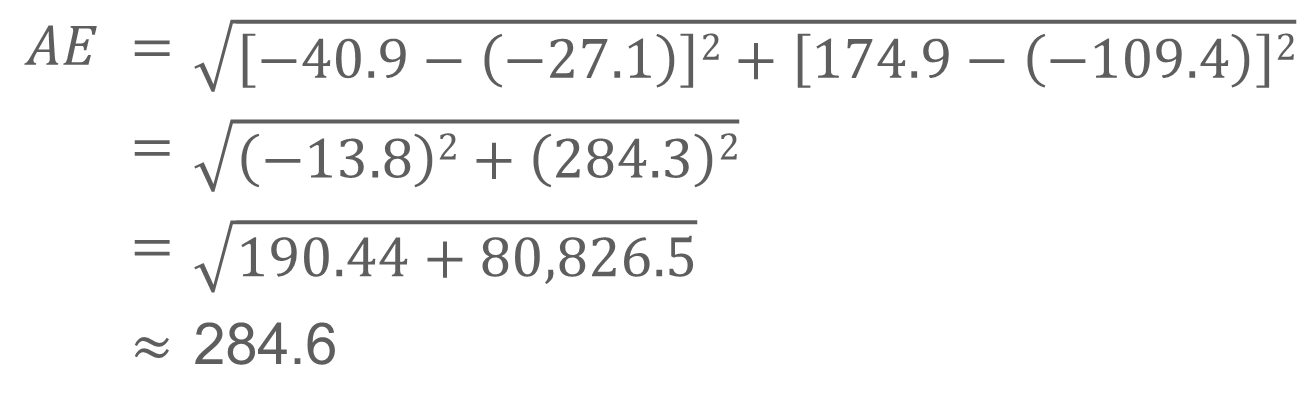 AE = √[−40.9 − (−27.1)]² + [174.9 − (−109.4)]²
= √(−13.8)² + (284.3)²
= √190.44 + 80,826.5
≈ 284.6